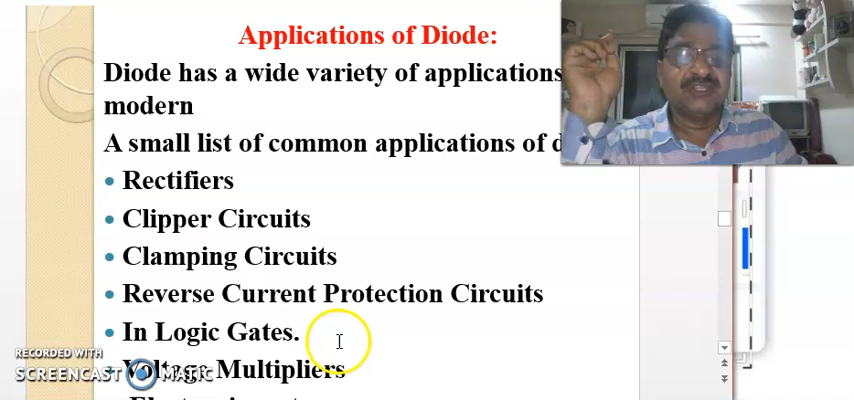 Applications of Diode:
Diode has a wide variety of applications
modern
A small list of common applications of
Rectifiers
Clipper Circuits
Clamping Circuits
Reverse Current Protection Circuits
In Logic Gates.
Voltage Multipliers
RECORDED WITH
SCREENCAST MATIC